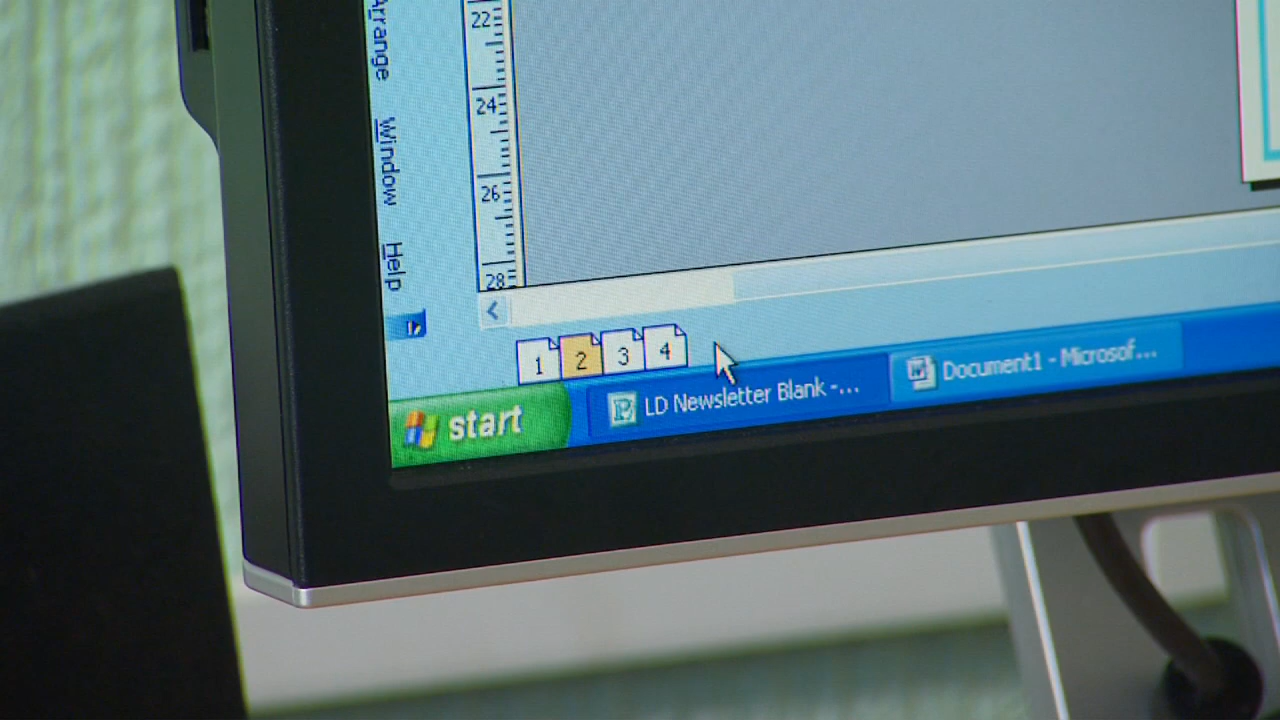 Arrange
Window
Help
22
24
26
28
1 2 3 4
start
LD Newsletter Blank -...
Document1 - Microsof...